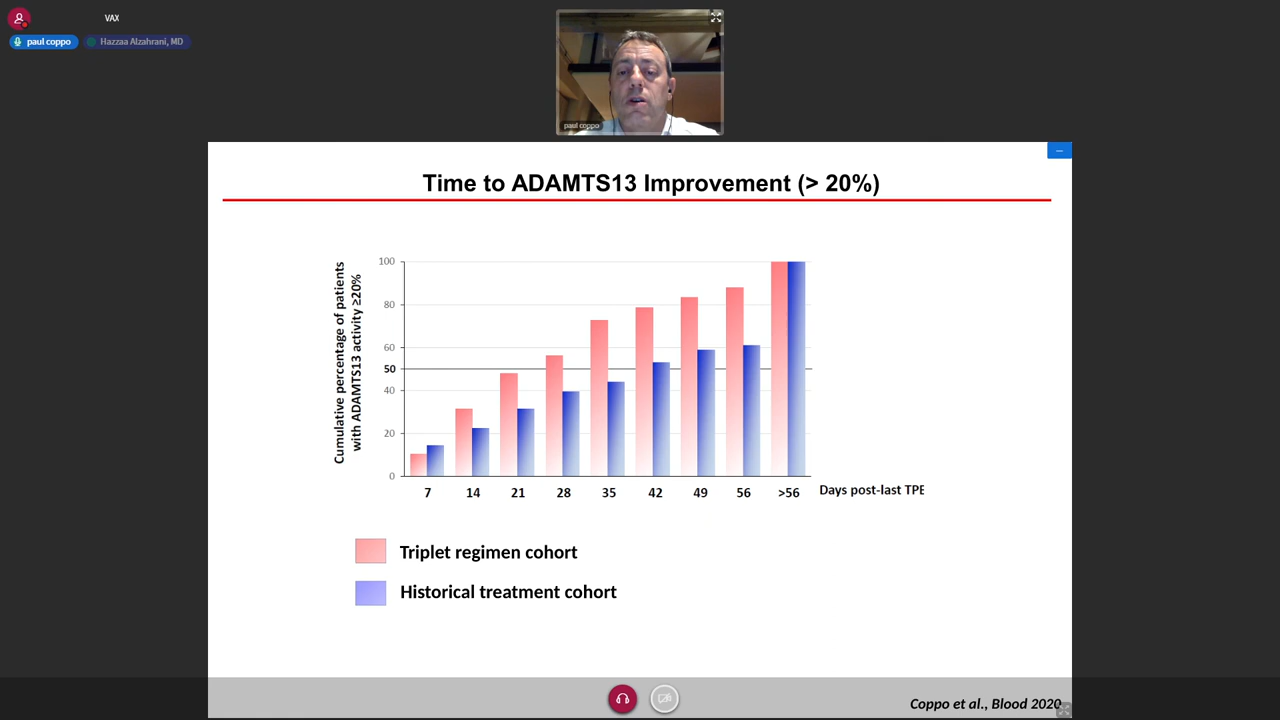 VAX
paul coppo
Hazzaa Alzahrani, MD
paul coppo
Time to ADAMTS13 Improvement (> 20%)
Cumulative percentage of patients
with ADAMTS13 activity ≥20%
100
80
60
50
40
20
0
7 14 21 28 35 42 49 56 >56
Days post-last TPE
Triplet regimen cohort
Historical treatment cohort
Coppo et al., Blood 2020